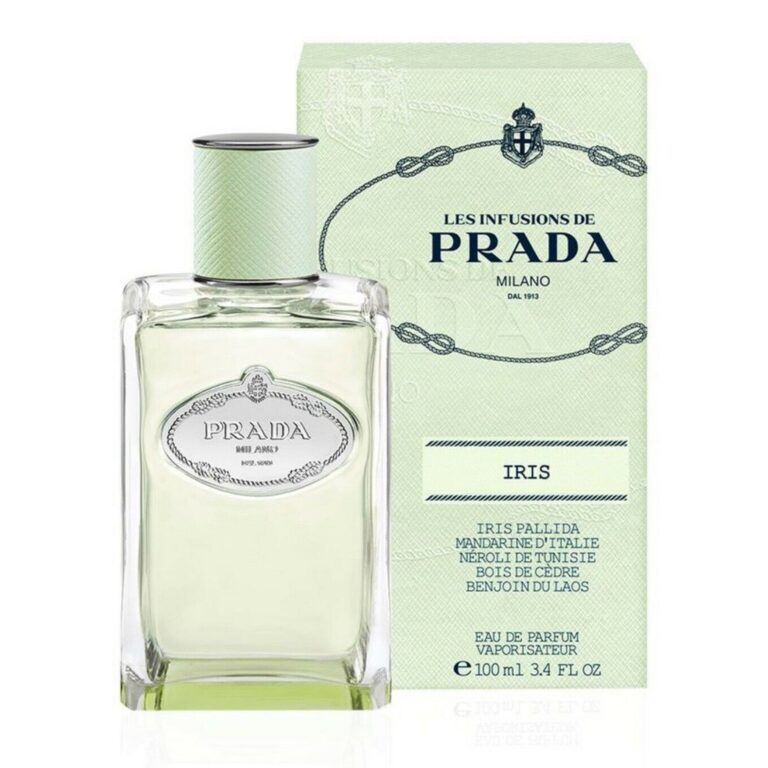 PRADA
MILANO
LES INFUSIONS DE
PRADA
MILANO
DAL 1913
IRIS
IRIS PALLIDA
MANDARINE D'ITALIE
NÉROLI DE TUNISIE
BOIS DE CÈDRE
BENJOIN DU LAOS
EAU DE PARFUM
VAPORISATEUR
℮ 100 ml 3.4 FL OZ